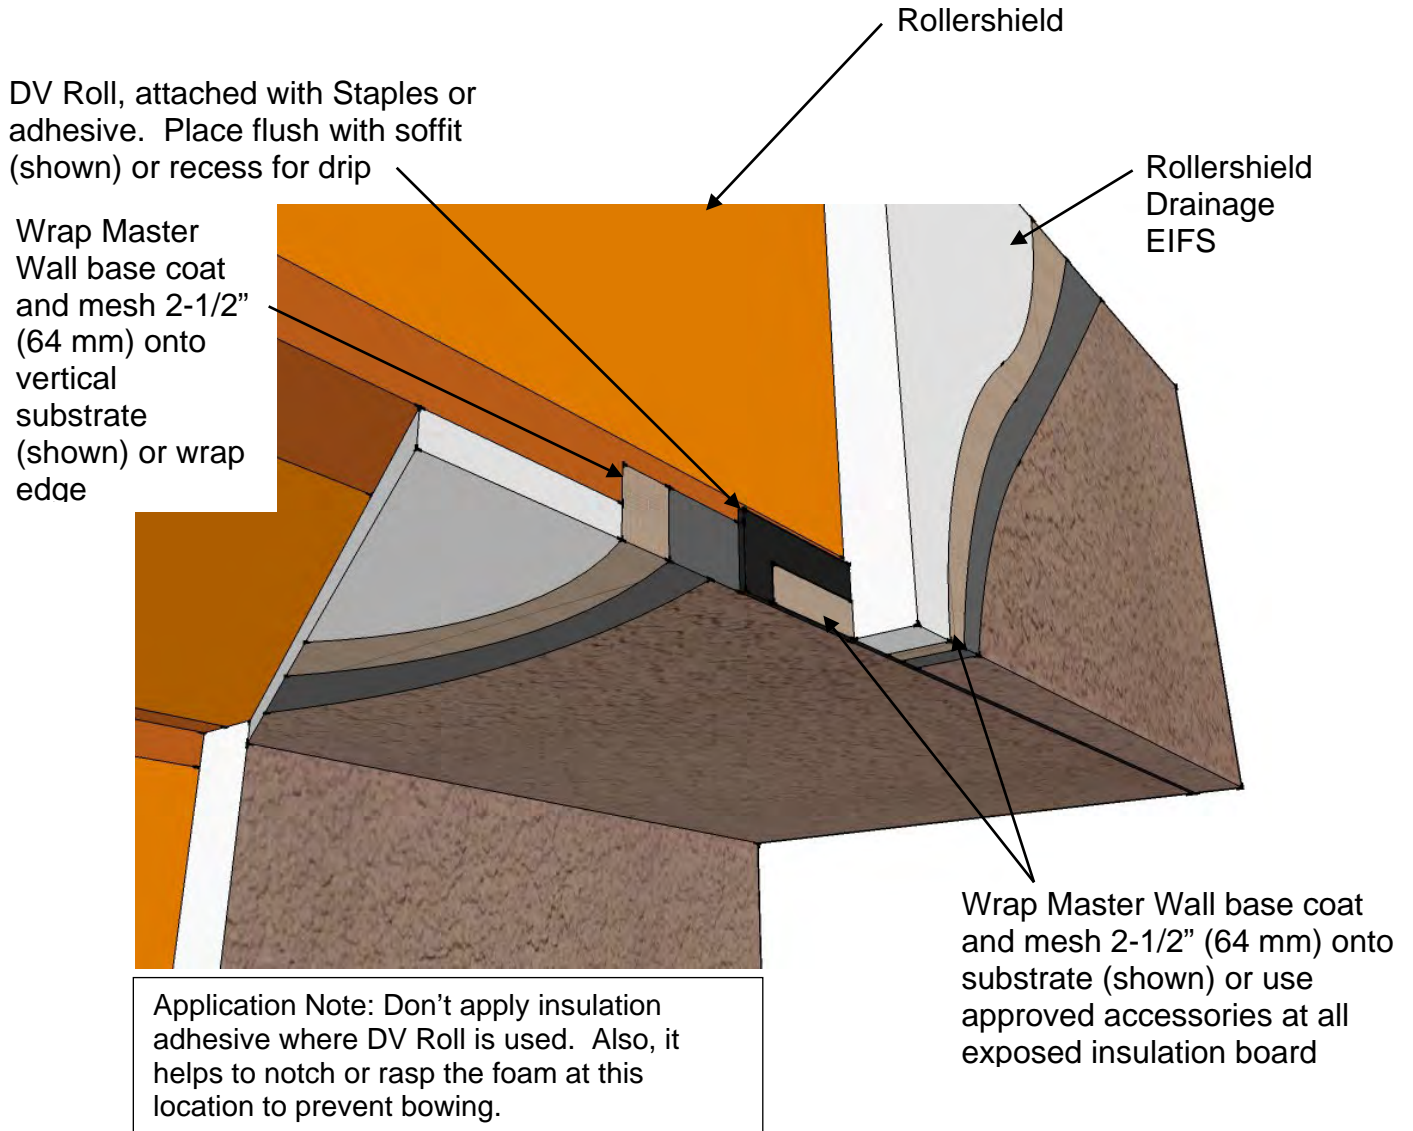 Rollershield
DV Roll, attached with Staples or
adhesive.  Place flush with soffit
(shown) or recess for drip
Rollershield
Drainage
EIFS
Wrap Master
Wall base coat
and mesh 2-1/2”
(64 mm) onto
vertical
substrate
(shown) or wrap
edge
Wrap Master Wall base coat
and mesh 2-1/2” (64 mm) onto
substrate (shown) or use
approved accessories at all
exposed insulation board
Application Note: Don’t apply insulation
adhesive where DV Roll is used.  Also, it
helps to notch or rasp the foam at this
location to prevent bowing.